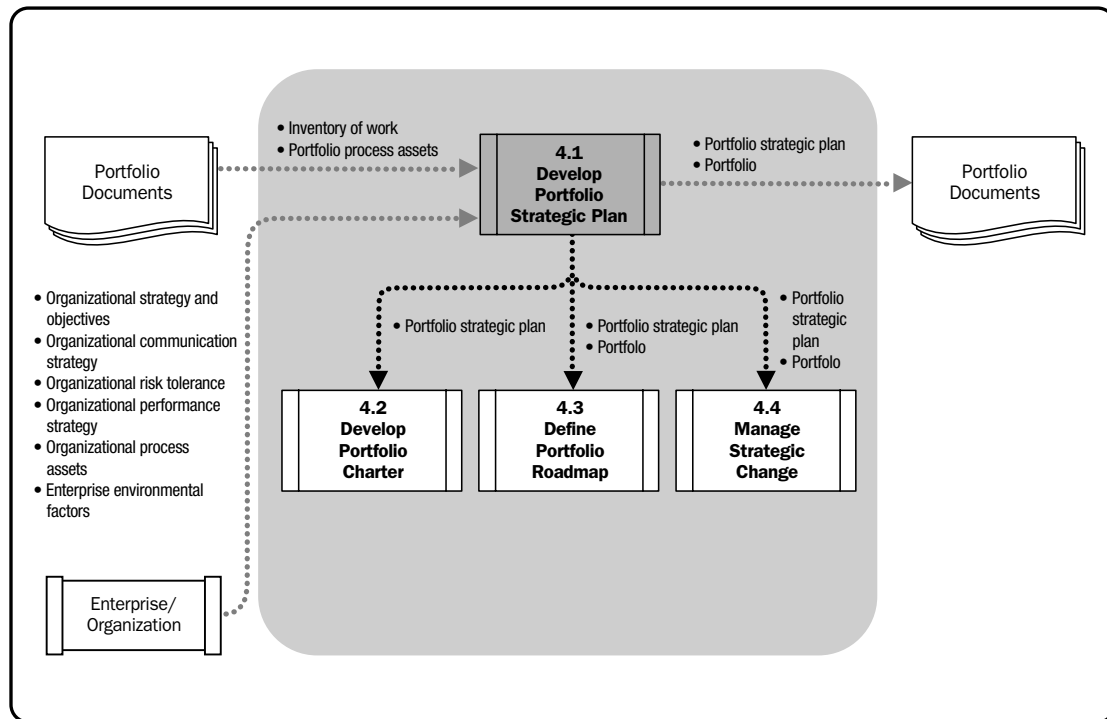 • Inventory of work
• Portfolio process assets
Portfolio
Documents
4.1
Develop
Portfolio
Strategic Plan
• Portfolio strategic plan
• Portfolio
Portfolio
Documents
• Organizational strategy and
objectives
• Organizational communication
strategy
• Organizational risk tolerance
• Organizational performance
strategy
• Organizational process
assets
• Enterprise environmental
factors
• Portfolio strategic plan
• Portfolio strategic plan
• Portfolo
• Portfolio
strategic
plan
• Portfolo
4.2
Develop
Portfolio
Charter
4.3
Define
Portfolio
Roadmap
4.4
Manage
Strategic
Change
Enterprise/
Organization